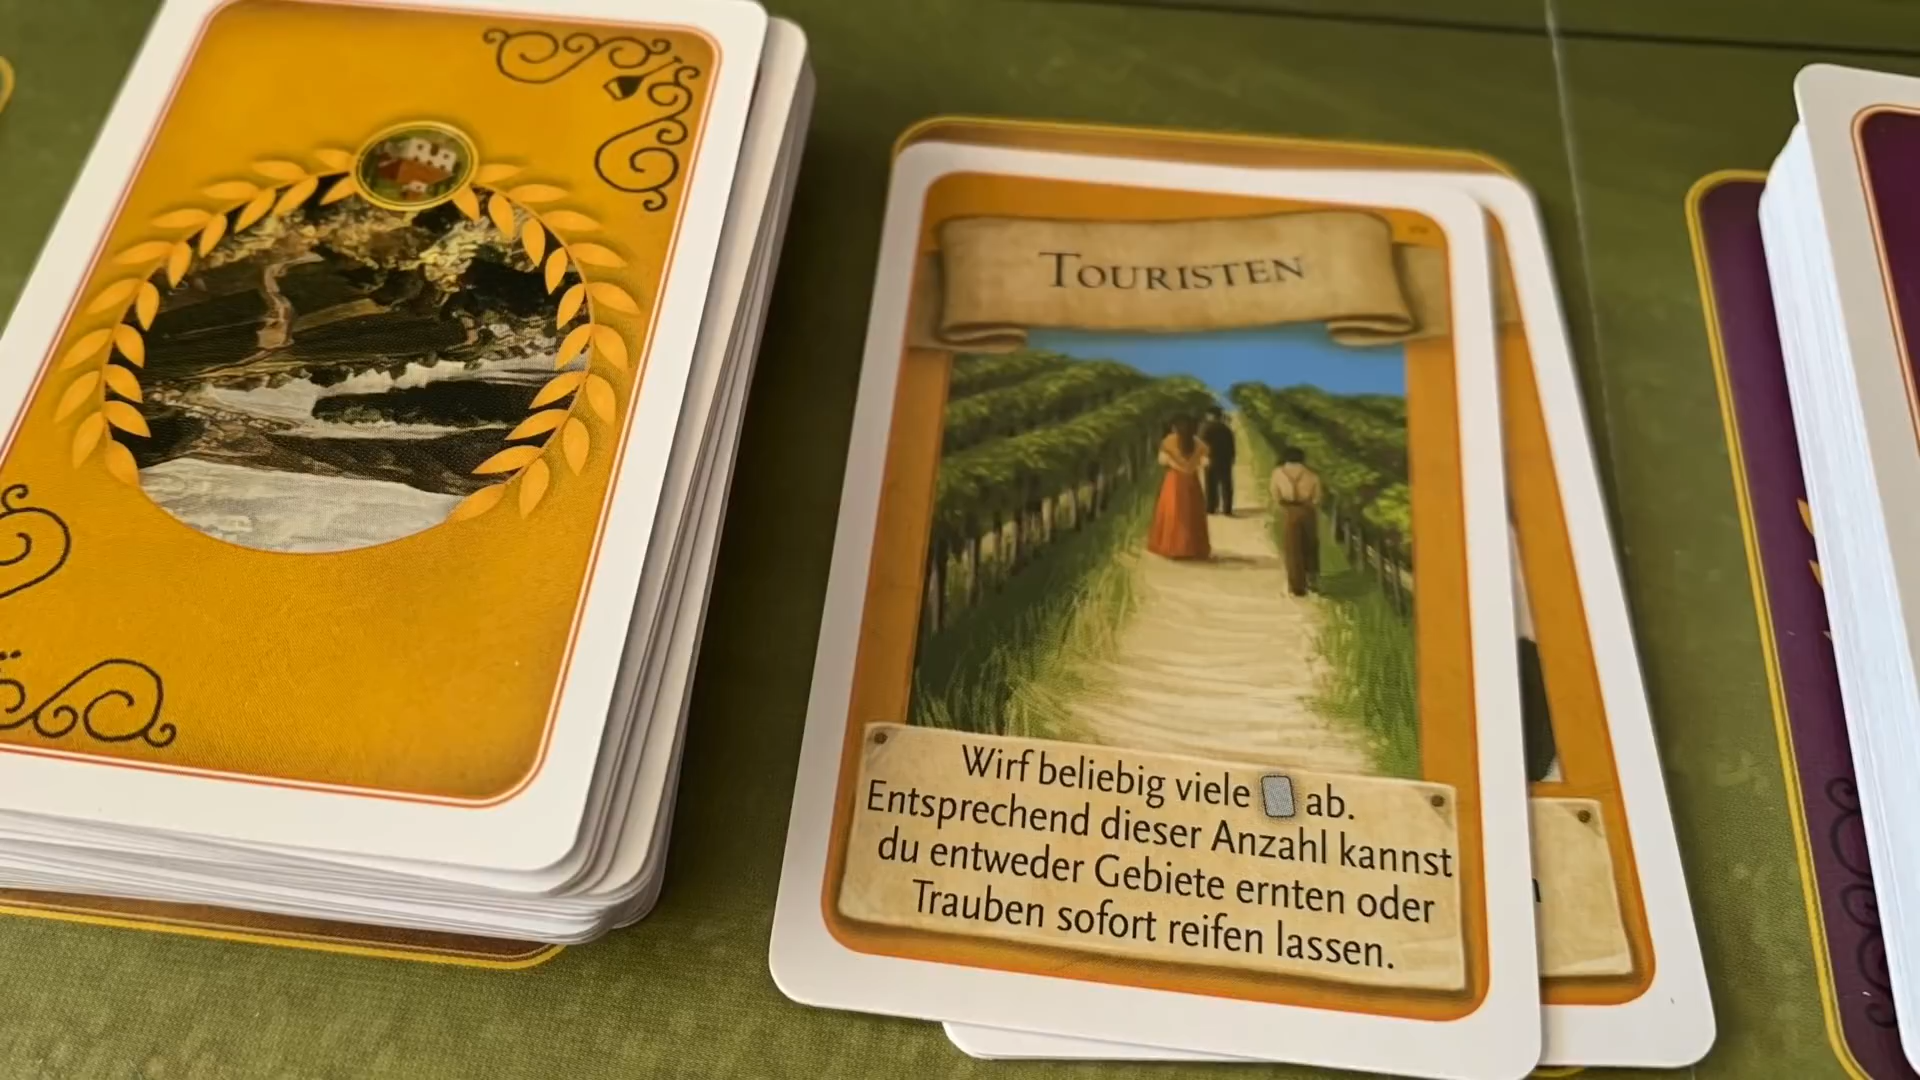 TOURISTEN
Wirf beliebig viele ab.
Entsprechend dieser Anzahl kannst
du entweder Gebiete ernten oder
Trauben sofort reifen lassen.